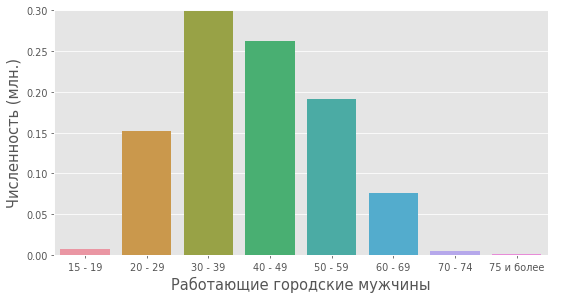 Численность (млн.)
0.30
0.25
0.20
0.15
0.10
0.05
0.00
15 - 19 20 - 29 30 - 39 40 - 49 50 - 59 60 - 69 70 - 74 75 и более
Работающие городские мужчины